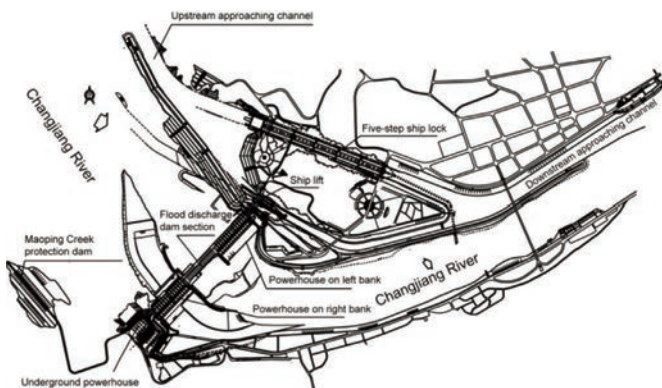 Upstream approaching channel
Changjiang River
Five-step ship lock
Downstream approaching channel
Ship lift
Flood discharge
dam section
Maoping Creek
protection dam
Powerhouse on left bank
Changjiang River
Powerhouse on right bank
Underground powerhouse